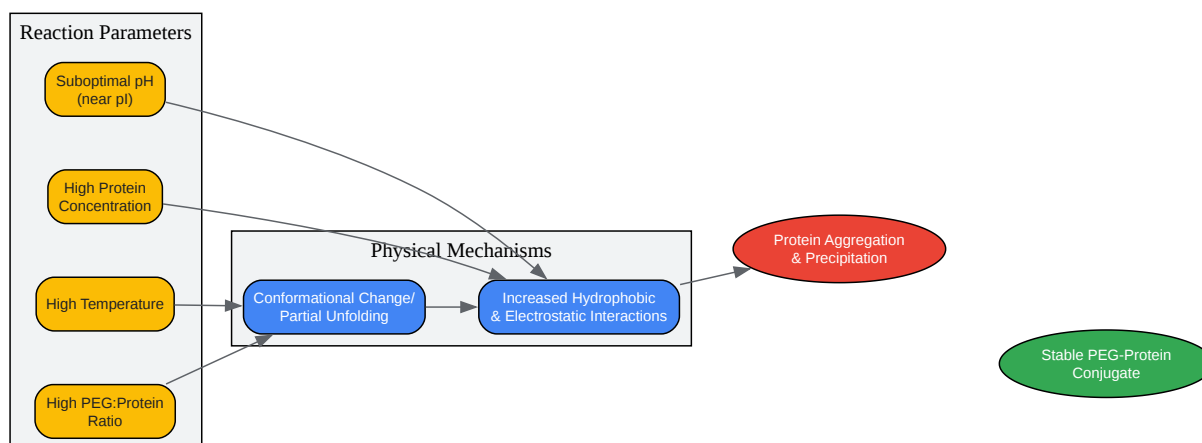 Reaction Parameters
Suboptimal pH
(near pI)
High Protein
Concentration
High Temperature
High PEG:Protein
Ratio
Physical Mechanisms
Conformational Change/
Partial Unfolding
Increased Hydrophobic
& Electrostatic Interactions
Protein Aggregation
& Precipitation
Stable PEG-Protein
Conjugate